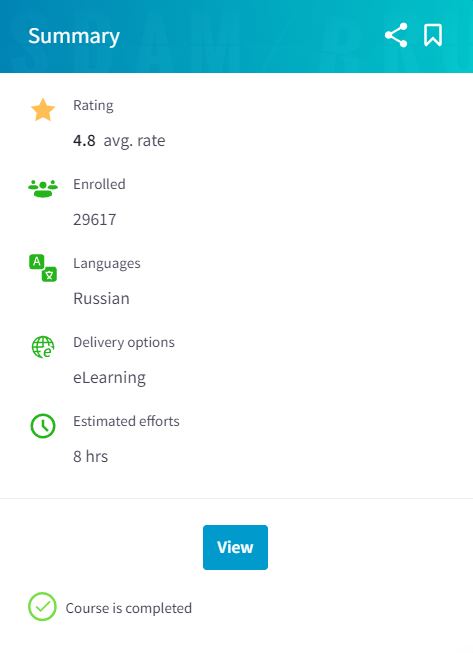 Summary
Rating
4.8 avg. rate
Enrolled
29617
Languages
Russian
Delivery options
eLearning
Estimated efforts
8 hrs
View
Course is completed